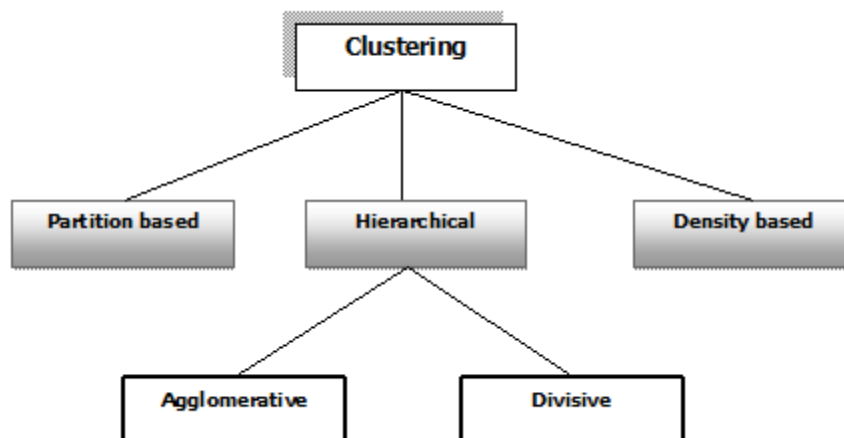 Clustering
Partition based
Hierarchical
Density based
Agglomerative
Divisive